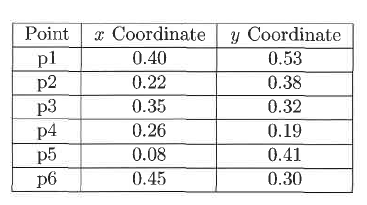 Point x Coordinate y Coordinate
p1 0.40 0.53
p2 0.22 0.38
p3 0.35 0.32
p4 0.26 0.19
p5 0.08 0.41
p6 0.45 0.30